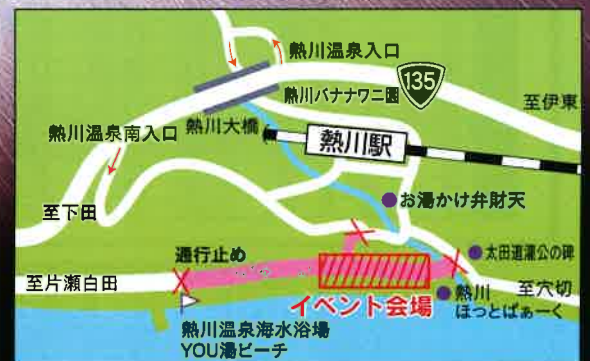 熱川温泉入口
135
熱川バナナワニ園
至伊東
熱川温泉南入口
熱川大橋
熱川駅
お湯かけ弁財天
至下田
通行止め
太田道灌公の碑
至片瀬白田
イベント会場
熱川
ほっとぱぁーく
至穴切
熱川温泉海水浴場
YOU湯ビーチ